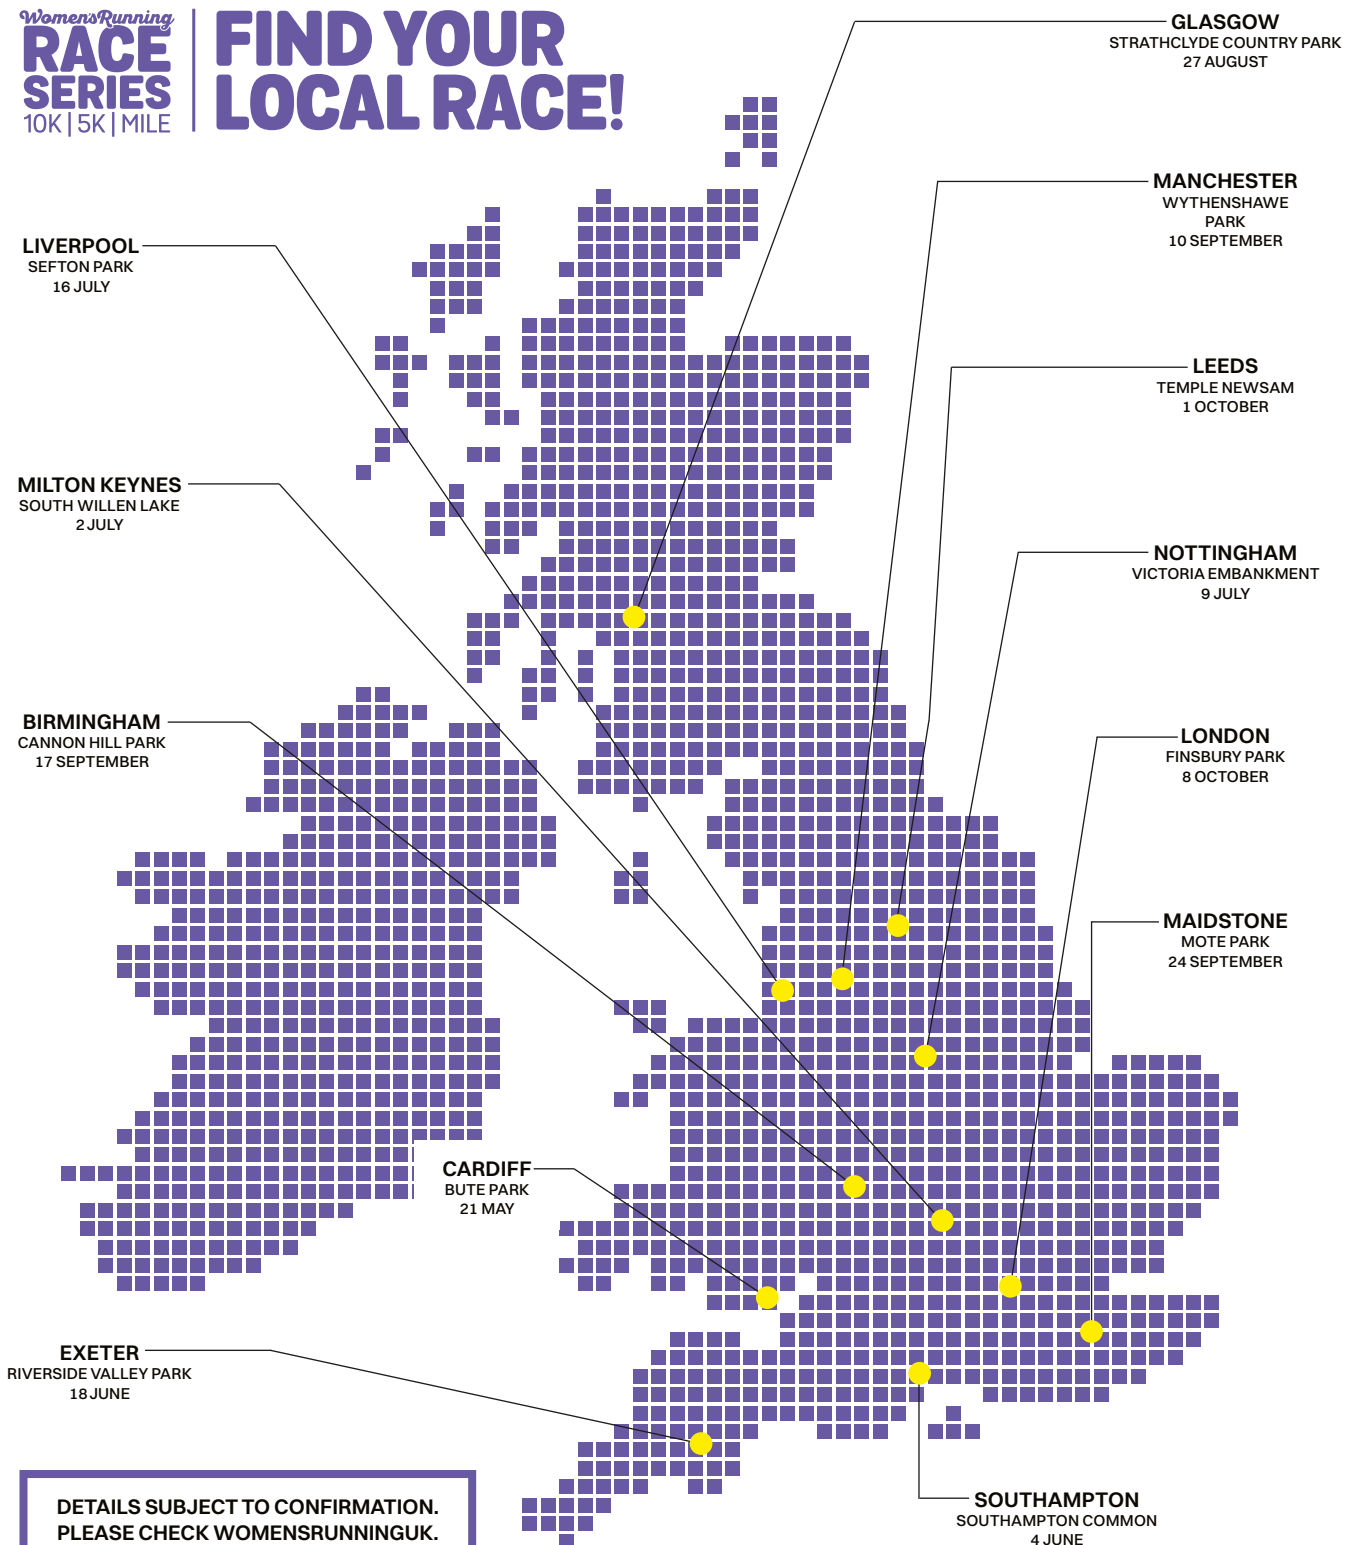 Women'sRunning
RACE
SERIES
10K | 5K | MILE
FIND YOUR
LOCAL RACE!
GLASGOW
STRATHCLYDE COUNTRY PARK
27 AUGUST
MANCHESTER
WYTHENSHAWE
PARK
10 SEPTEMBER
LIVERPOOL
SEFTON PARK
16 JULY
LEEDS
TEMPLE NEWSAM
1 OCTOBER
MILTON KEYNES
SOUTH WILLEN LAKE
2 JULY
NOTTINGHAM
VICTORIA EMBANKMENT
9 JULY
BIRMINGHAM
CANNON HILL PARK
17 SEPTEMBER
LONDON
FINSBURY PARK
8 OCTOBER
MAIDSTONE
MOTE PARK
24 SEPTEMBER
CARDIFF
BUTE PARK
21 MAY
EXETER
RIVERSIDE VALLEY PARK
18 JUNE
SOUTHAMPTON
SOUTHAMPTON COMMON
4 JUNE
DETAILS SUBJECT TO CONFIRMATION.
PLEASE CHECK WOMENSRUNNINGUK.